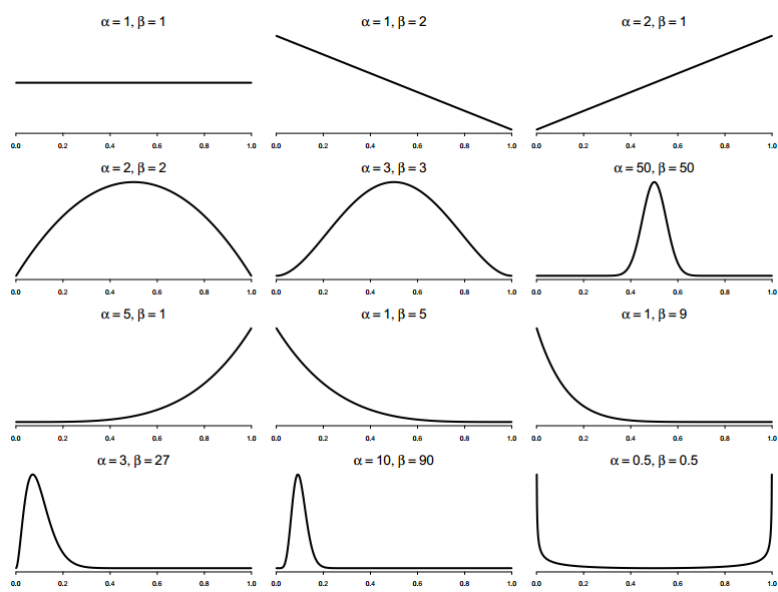 α = 1, β = 1
α = 1, β = 2
α = 2, β = 1
0.0 0.2 0.4 0.6 0.8 1.0
0.0 0.2 0.4 0.6 0.8 1.0
0.0 0.2 0.4 0.6 0.8 1.0
α = 2, β = 2
α = 3, β = 3
α = 50, β = 50
0.0 0.2 0.4 0.6 0.8 1.0
0.0 0.2 0.4 0.6 0.8 1.0
0.0 0.2 0.4 0.6 0.8 1.0
α = 5, β = 1
α = 1, β = 5
α = 1, β = 9
0.0 0.2 0.4 0.6 0.8 1.0
0.0 0.2 0.4 0.6 0.8 1.0
0.0 0.2 0.4 0.6 0.8 1.0
α = 3, β = 27
α = 10, β = 90
α = 0.5, β = 0.5
0.0 0.2 0.4 0.6 0.8 1.0
0.0 0.2 0.4 0.6 0.8 1.0
0.0 0.2 0.4 0.6 0.8 1.0